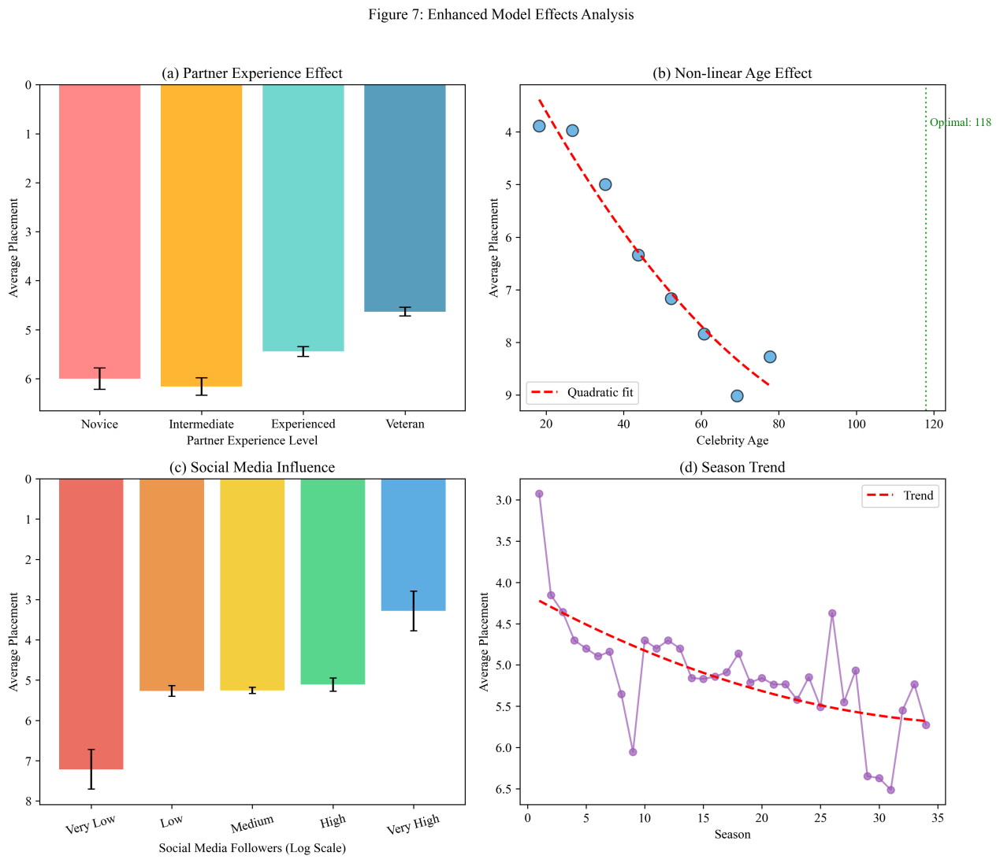 Figure 7: Enhanced Model Effects Analysis
(a) Partner Experience Effect
0
1
2
3
4
5
6
Average Placement
Novice
Intermediate
Experienced
Veteran
Partner Experience Level
(b) Non-linear Age Effect
4
5
6
7
8
9
Average Placement
Optimal: 118
Quadratic fit
20
40
60
80
100
120
Celebrity Age
(c) Social Media Influence
0
1
2
3
4
5
6
7
8
Average Placement
Very Low
Low
Medium
High
Very High
Social Media Followers (Log Scale)
(d) Season Trend
Trend
3.0
3.5
4.0
4.5
5.0
5.5
6.0
6.5
Average Placement
0
5
10
15
20
25
30
35
Season